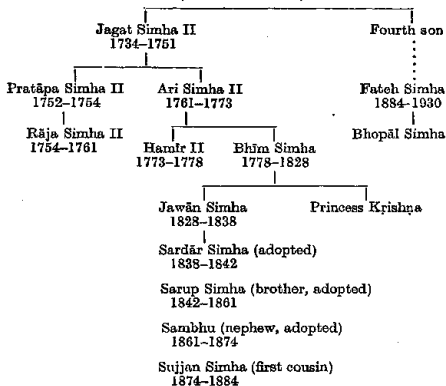 Jagat Simha II Fourth son
1734–1751
Pratāpa Simha II Ari Simha II Fateh Simha
1752–1754 1761–1773 1884–1930
Rāja Simha II Hamīr II Bhīm Simha Bhopāl Simha
1754–1761 1773–1778 1778–1828
Jawān Simha Princess Kṛishṇa
1828–1838
Sardār Simha (adopted)
1838–1842
Sarup Simha (brother, adopted)
1842–1861
Sambhu (nephew, adopted)
1861–1874
Sujjan Simha (first cousin)
1874–1884